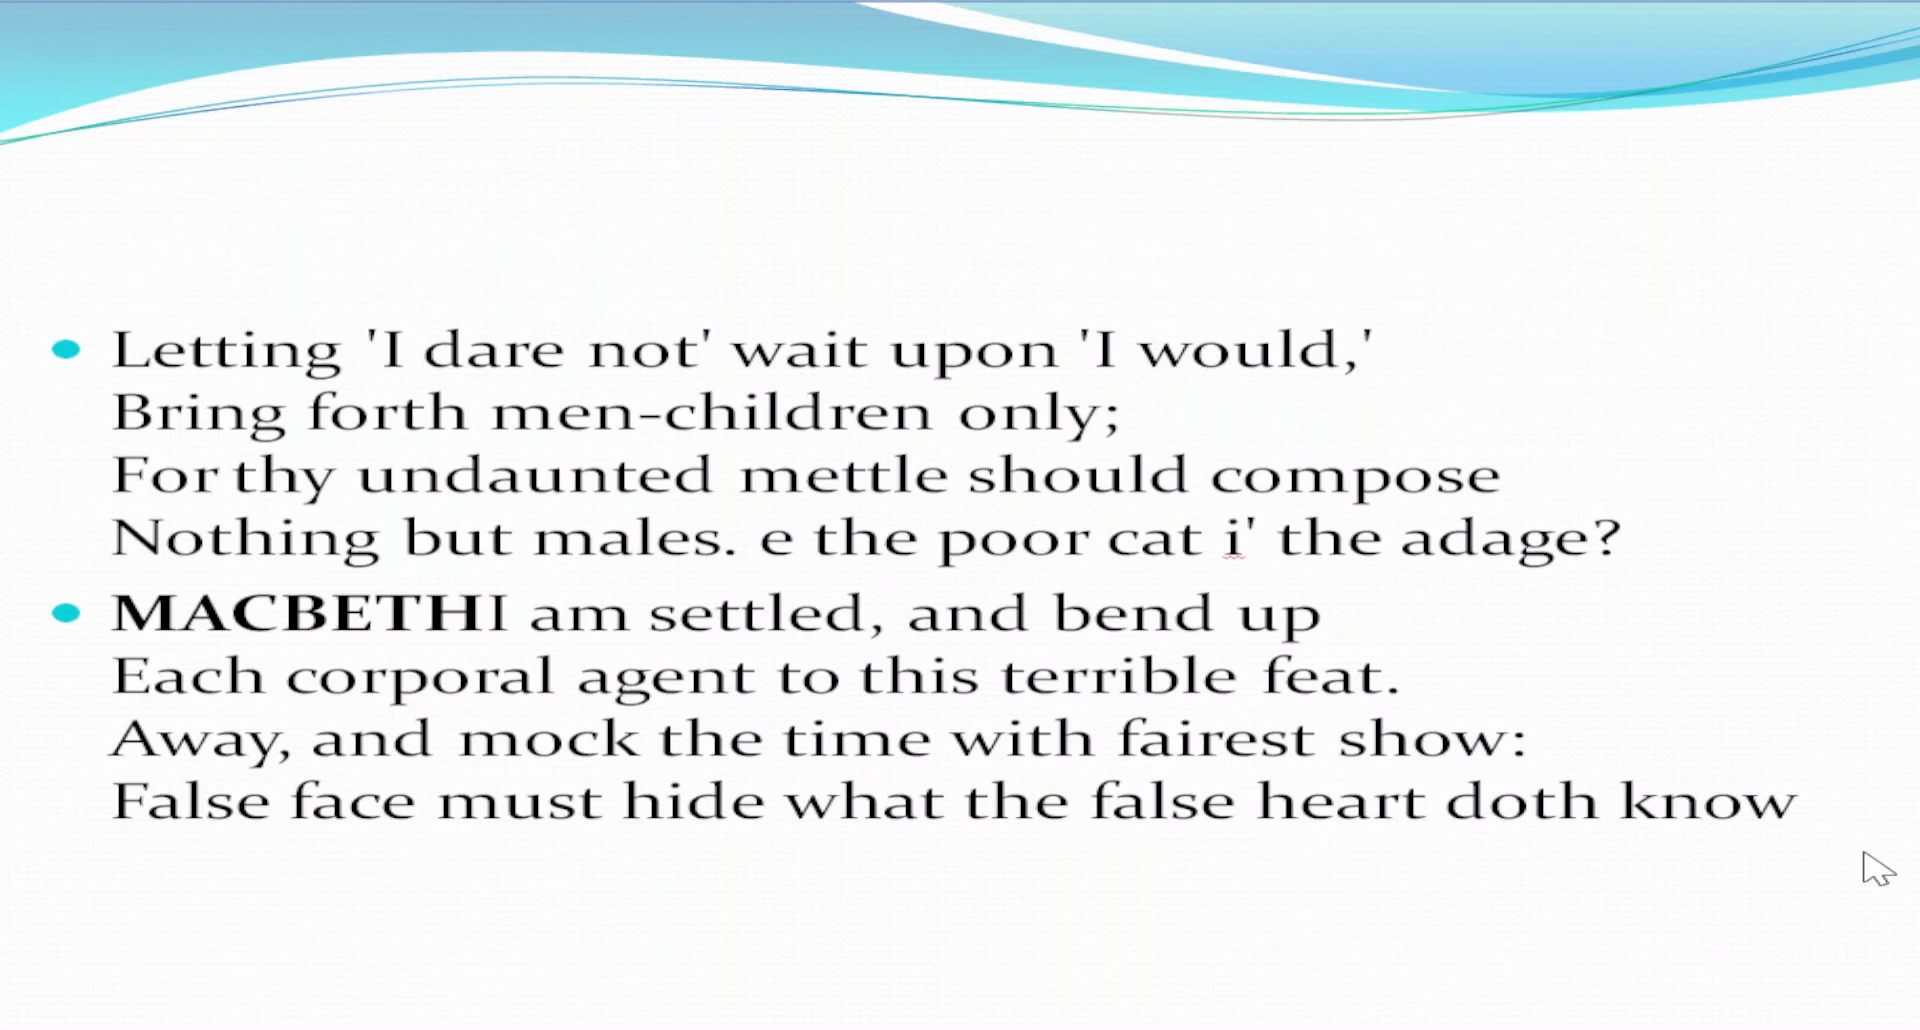 Letting 'I dare not' wait upon 'I would,'
Bring forth men-children only;
For thy undaunted mettle should compose
Nothing but males. e the poor cat i' the adage?
MACBETHI am settled, and bend up
Each corporal agent to this terrible feat.
Away, and mock the time with fairest show:
False face must hide what the false heart doth know